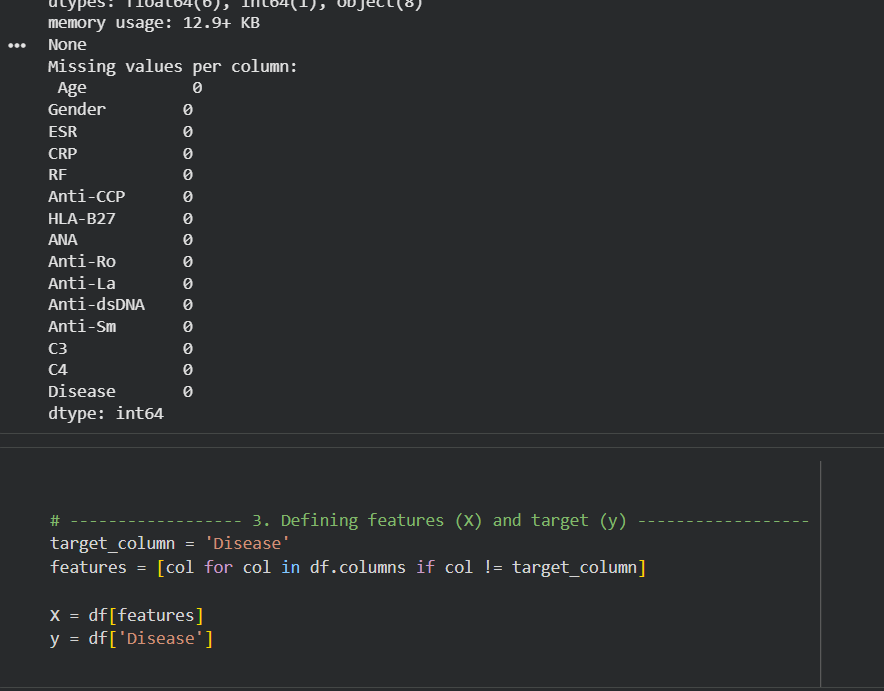 dtypes: float64(6), int64(1), object(8)
memory usage: 12.9+ KB
None
Missing values per column:
 Age           0
Gender        0
ESR           0
CRP           0
RF            0
Anti-CCP      0
HLA-B27       0
ANA           0
Anti-Ro       0
Anti-La       0
Anti-dsDNA    0
Anti-Sm       0
C3            0
C4            0
Disease       0
dtype: int64
# ------------------ 3. Defining features (X) and target (y) ------------------
target_column = 'Disease'
features = [col for col in df.columns if col != target_column]
X = df[features]
y = df['Disease']